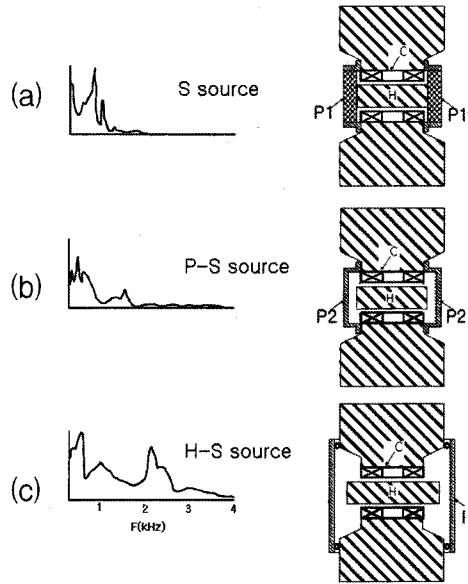 (a)
S source
C
H
P1
P1
(b)
P-S source
C
H
P2
P2
(c)
H-S source
C
H
1
2
3
4
F(kHz)